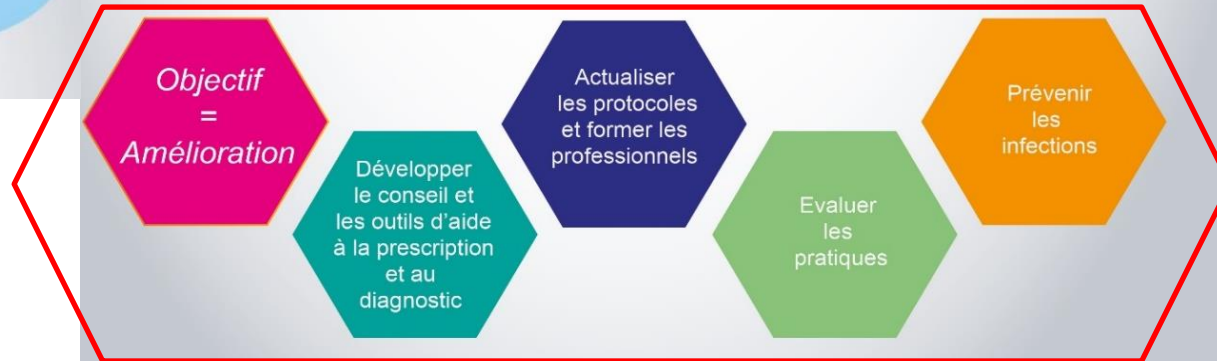 Objectif
=
Amélioration
Développer
le conseil et
les outils d'aide
à la prescription
et au
diagnostic
Actualiser
les protocoles
et former les
professionnels
Evaluer
les
pratiques
Prévenir
les
infections